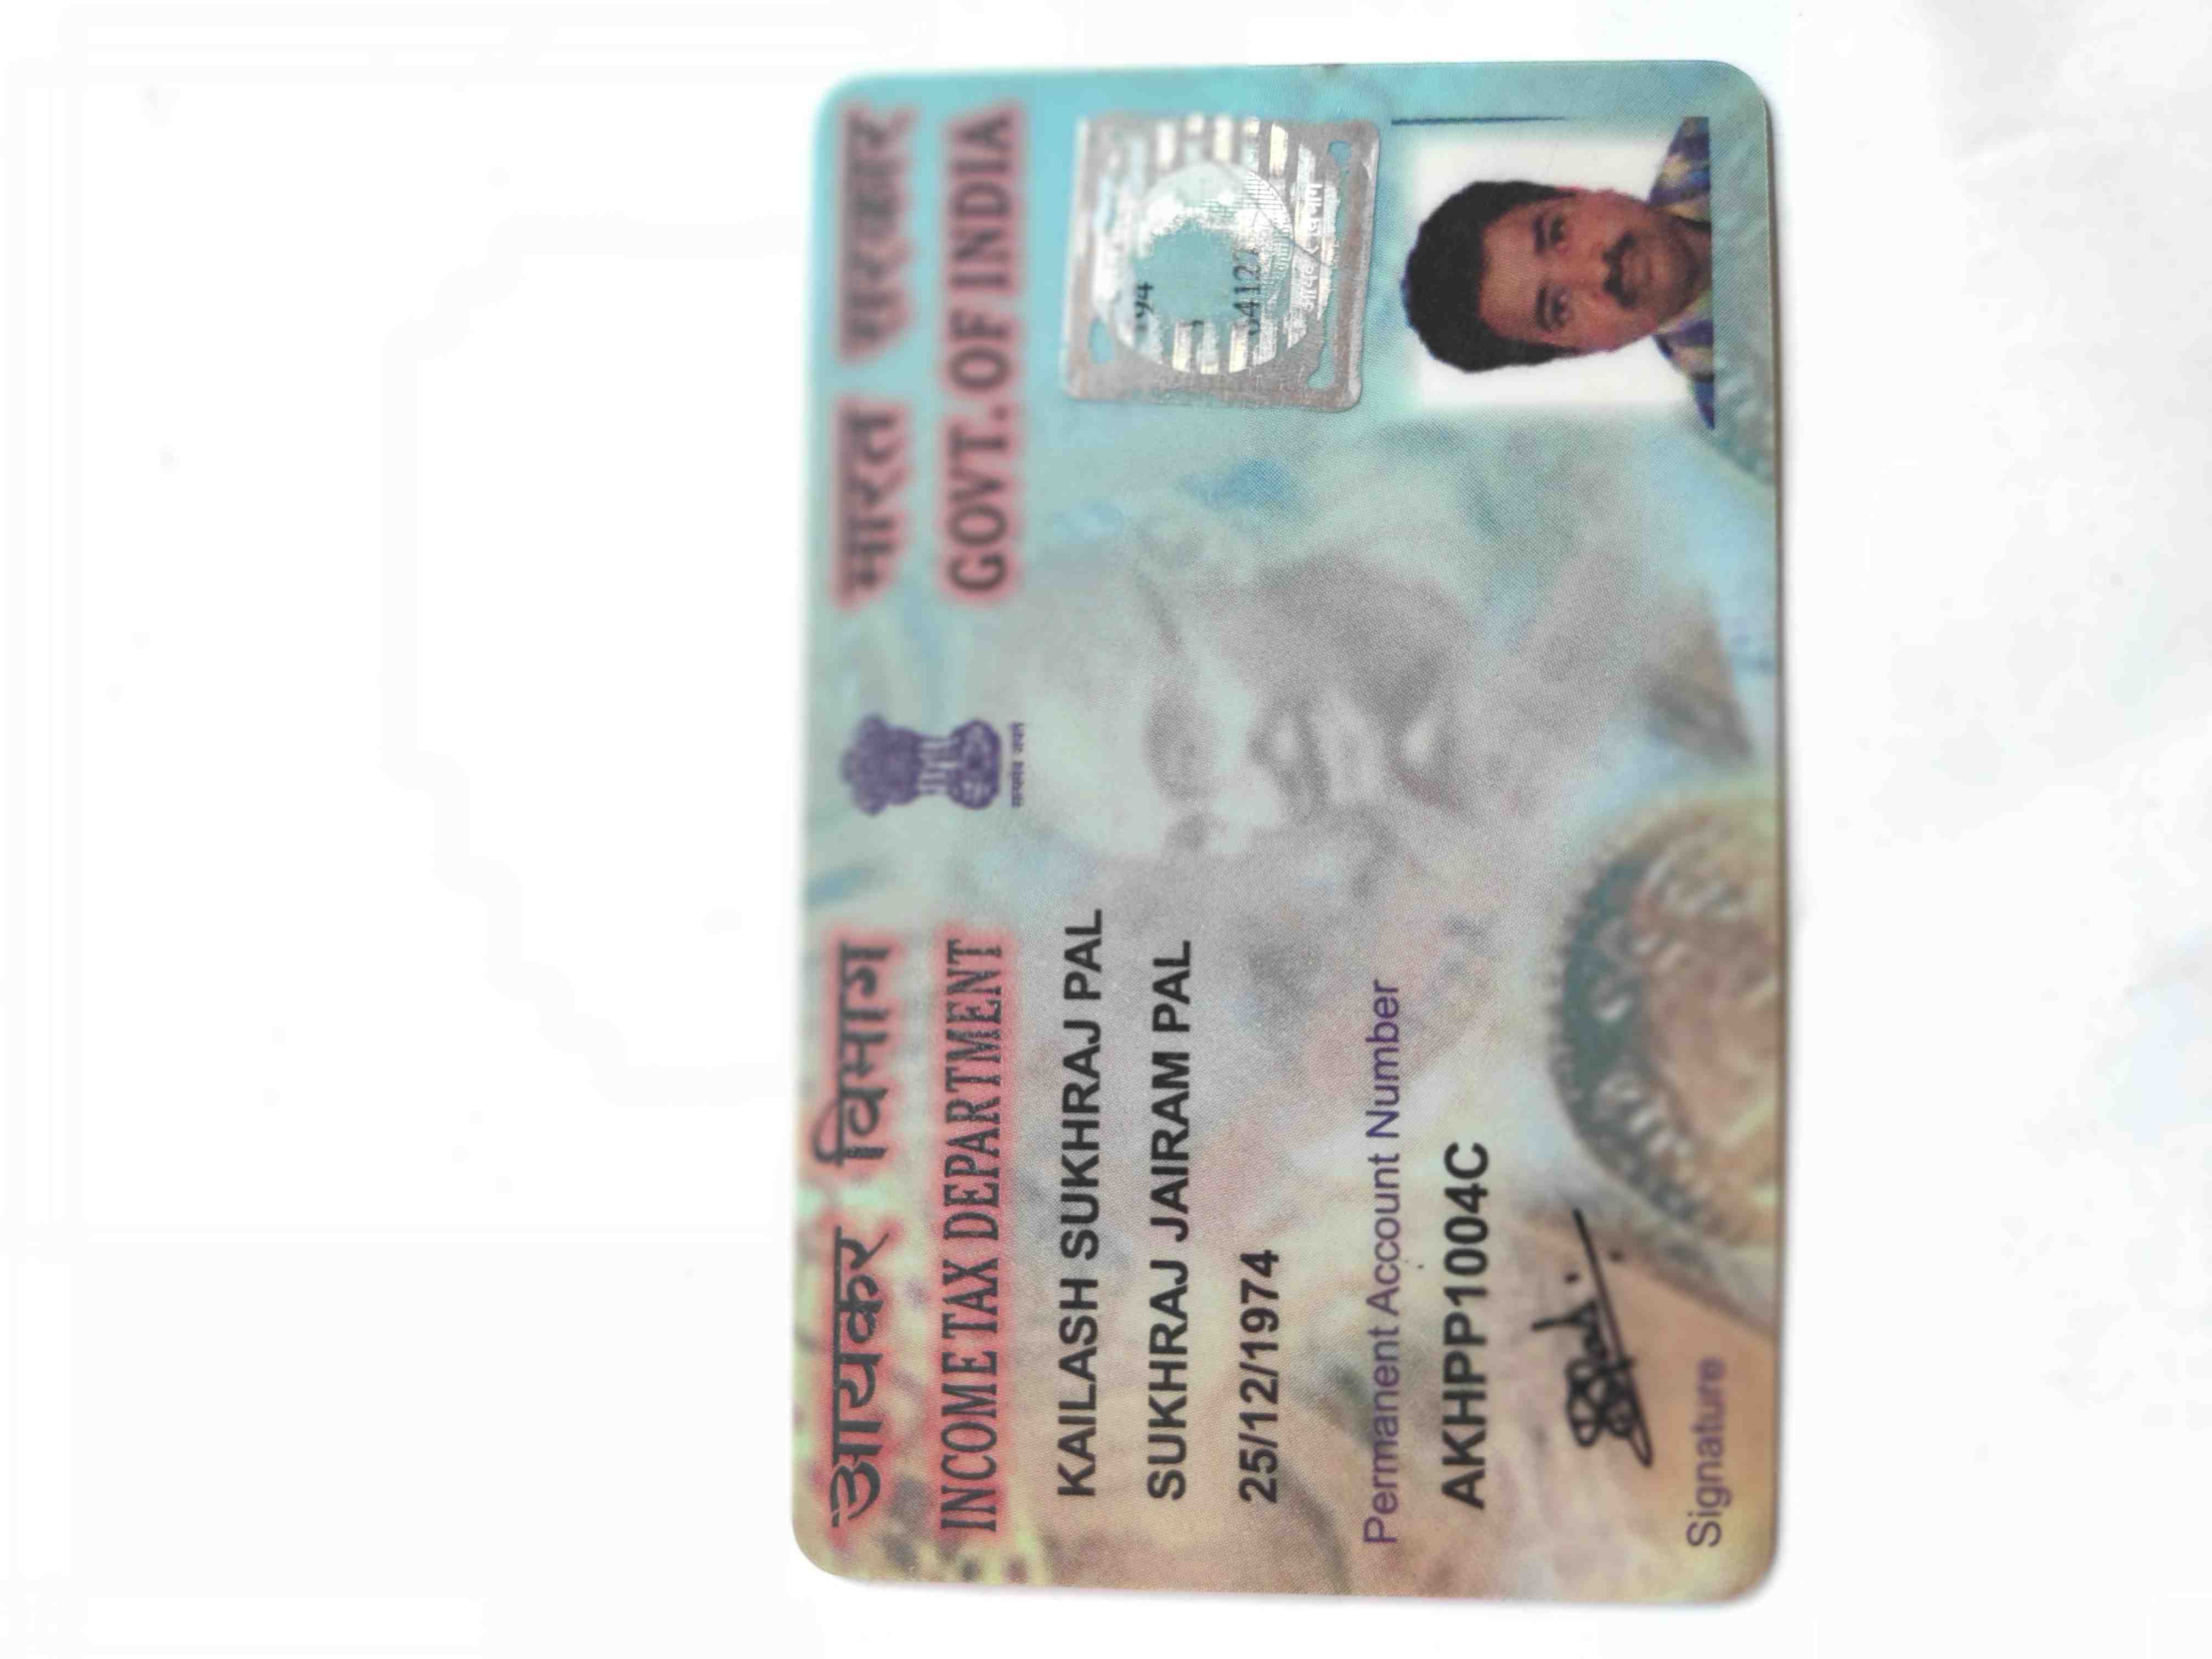 आयकर विभाग
INCOME TAX DEPARTMENT
सत्यमेव जयते
भारत सरकार
GOVT. OF INDIA
KAILASH SUKHRAJ PAL
SUKHRAJ JAIRAM PAL
25/12/1974
Permanent Account Number
AKHPP1004C
Signature